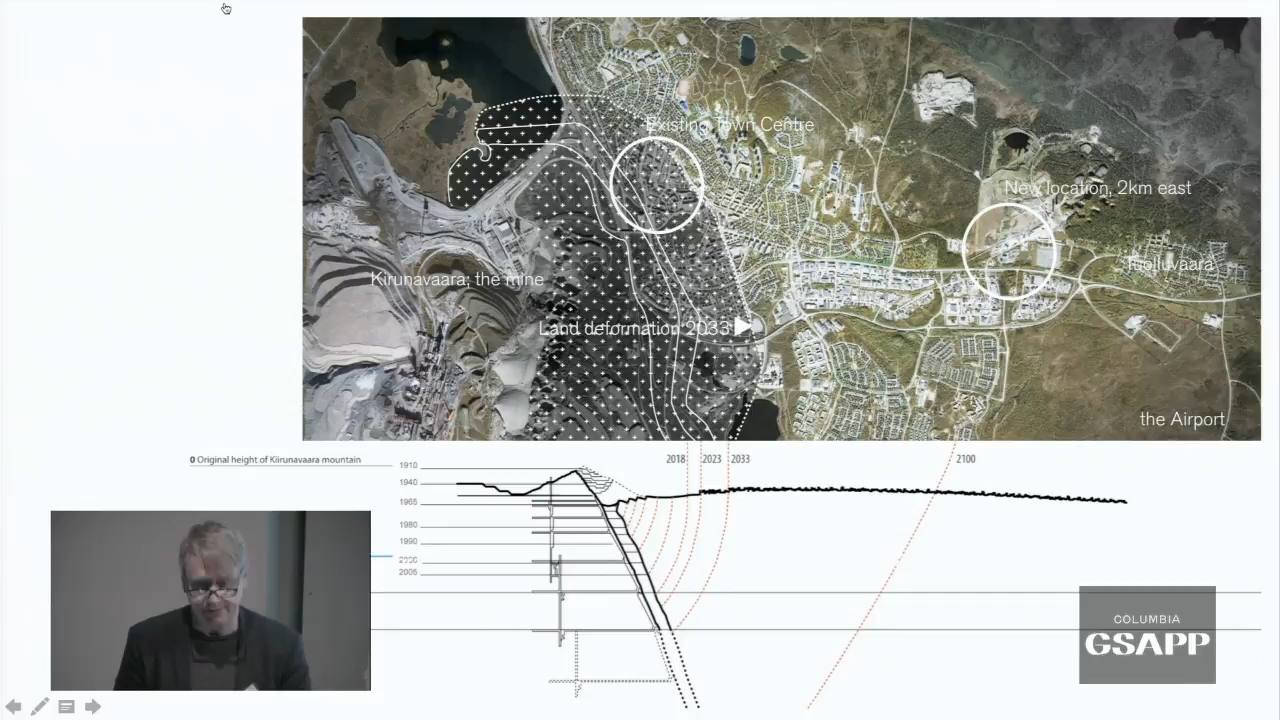 Existing Town Centre
New location, 2km east
Tuolluvaara
Kirunavaara; the mine
Land deformation 2033
the Airport
0 Original height of Kiirunavaara mountain
1910
1940
1965
1980
1990
2000
2005
2018
2023
2033
2100
COLUMBIA
GSAPP